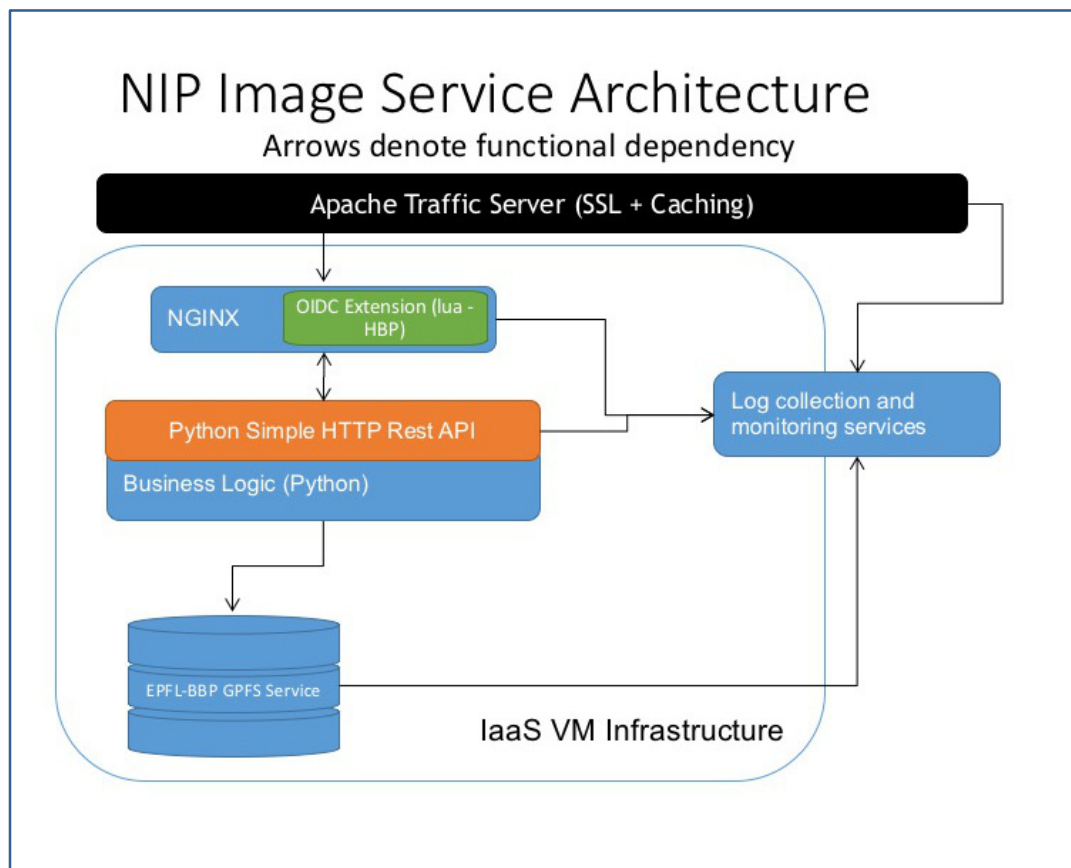 NIP Image Service Architecture
Arrows denote functional dependency
Apache Traffic Server (SSL + Caching)
NGINX
OIDC Extension (lua -
HBP)
Python Simple HTTP Rest API
Business Logic (Python)
Log collection and
monitoring services
EPFL-BBP GPFS Service
IaaS VM Infrastructure